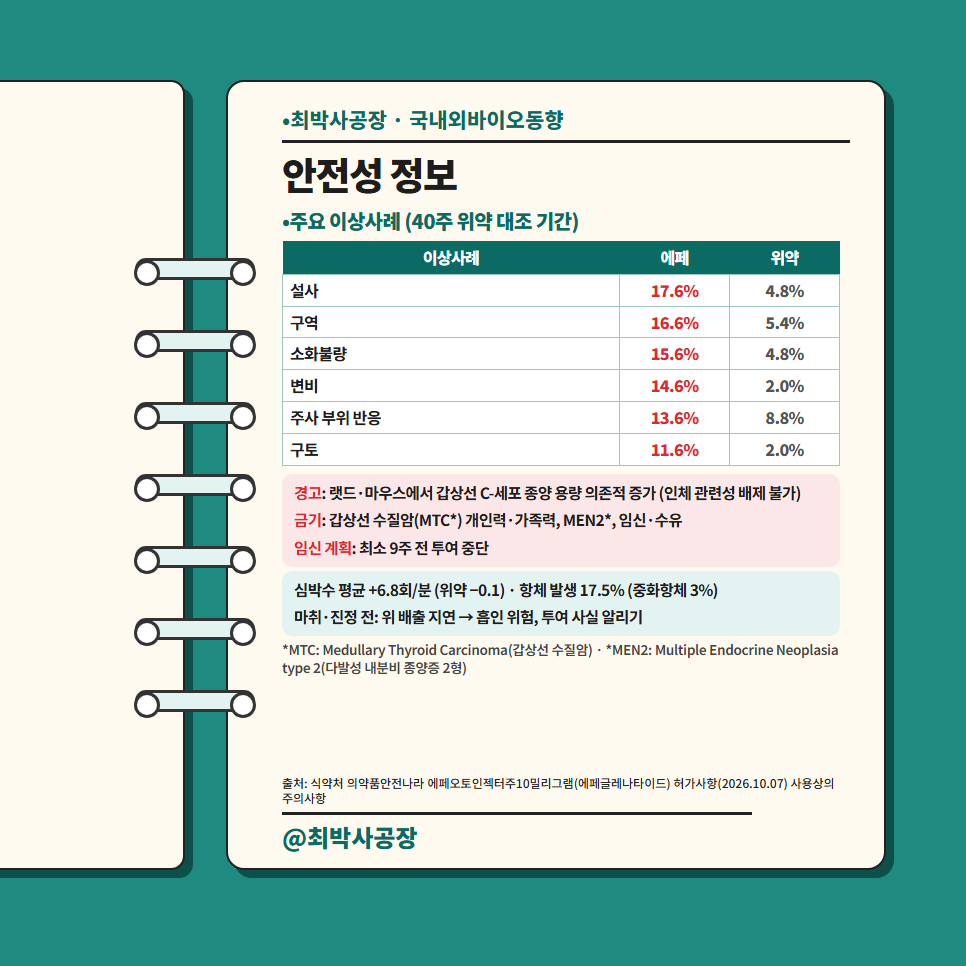 •최박사공장 · 국내외바이오동향
안전성 정보
•주요 이상사례 (40주 위약 대조 기간)
이상사례 에페 위약
설사 17.6% 4.8%
구역 16.6% 5.4%
소화불량 15.6% 4.8%
변비 14.6% 2.0%
주사 부위 반응 13.6% 8.8%
구토 11.6% 2.0%
경고: 랫드·마우스에서 갑상선 C-세포 종양 용량 의존적 증가 (인체 관련성 배제 불가)
금기: 갑상선 수질암(MTC*) 개인력·가족력, MEN2*, 임신·수유
임신 계획: 최소 9주 전 투여 중단
심박수 평균 +6.8회/분 (위약 −0.1) · 항체 발생 17.5% (중화항체 3%)
마취·진정 전: 위 배출 지연 → 흡인 위험, 투여 사실 알리기
*MTC: Medullary Thyroid Carcinoma(갑상선 수질암) · *MEN2: Multiple Endocrine Neoplasia
type 2(다발성 내분비 종양증 2형)
출처: 식약처 의약품안전나라 에페오토인젝터주10밀리그램(에페글레나타이드) 허가사항(2026.10.07) 사용상의
주의사항
@최박사공장